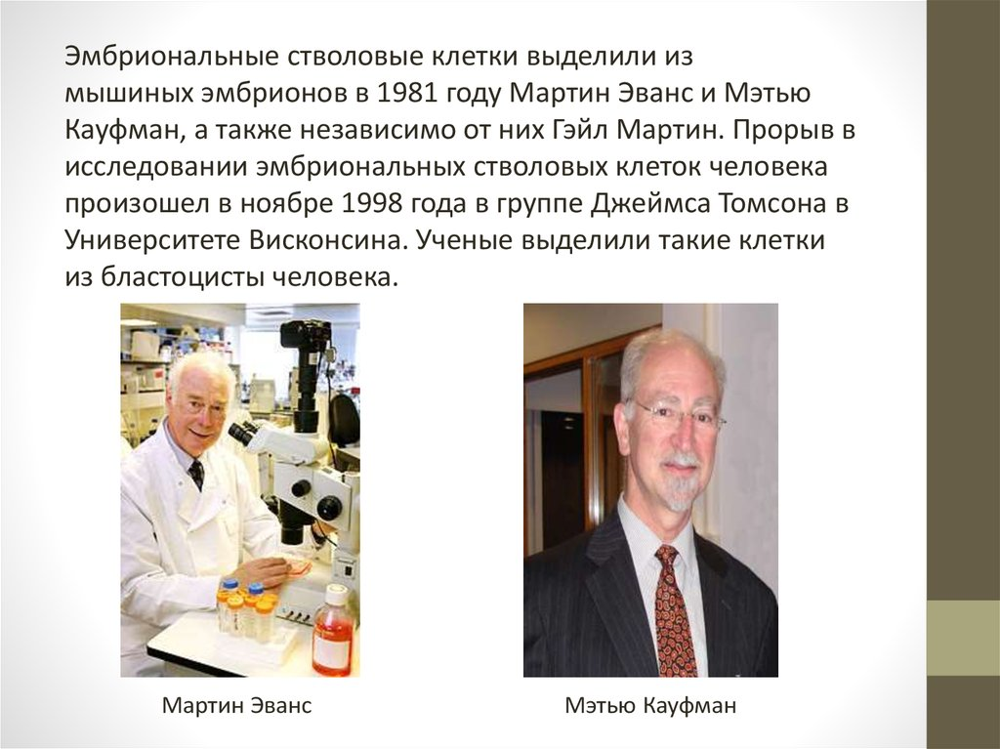 Эмбриональные стволовые клетки выделили из
мышиных эмбрионов в 1981 году Мартин Эванс и Мэтью
Кауфман, а также независимо от них Гэйл Мартин. Прорыв в
исследовании эмбриональных стволовых клеток человека
произошел в ноябре 1998 года в группе Джеймса Томсона в
Университете Висконсина. Ученые выделили такие клетки
из бластоцисты человека.
Мартин Эванс
Мэтью Кауфман